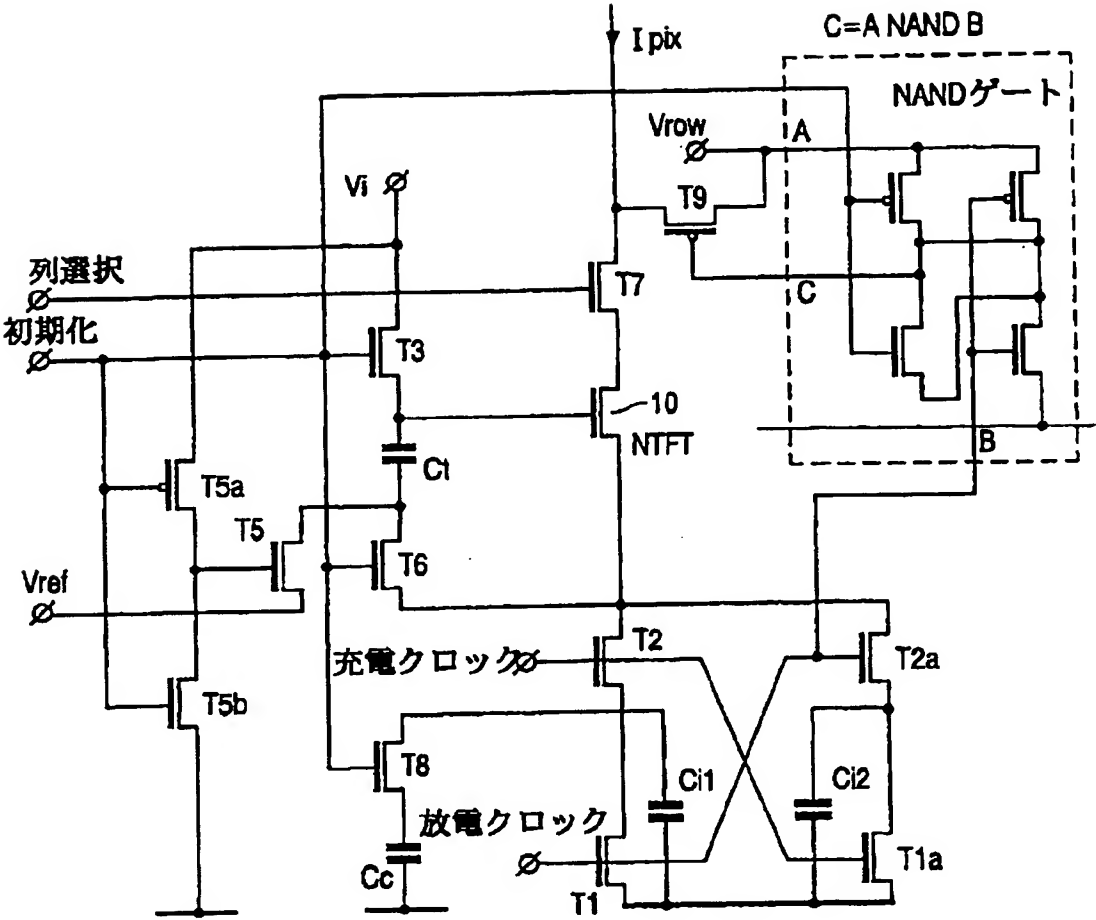 C=A NAND B
I pix
NANDゲート
Vrow
A
Vi
T9
列選択
T7
C
初期化
T3
10
NTFT
Ct
B
T5a
T5
T6
Vref
T2
充電クロック
T2a
T5b
T8
Ci1
Ci2
放電クロック
T1a
Cc
T1